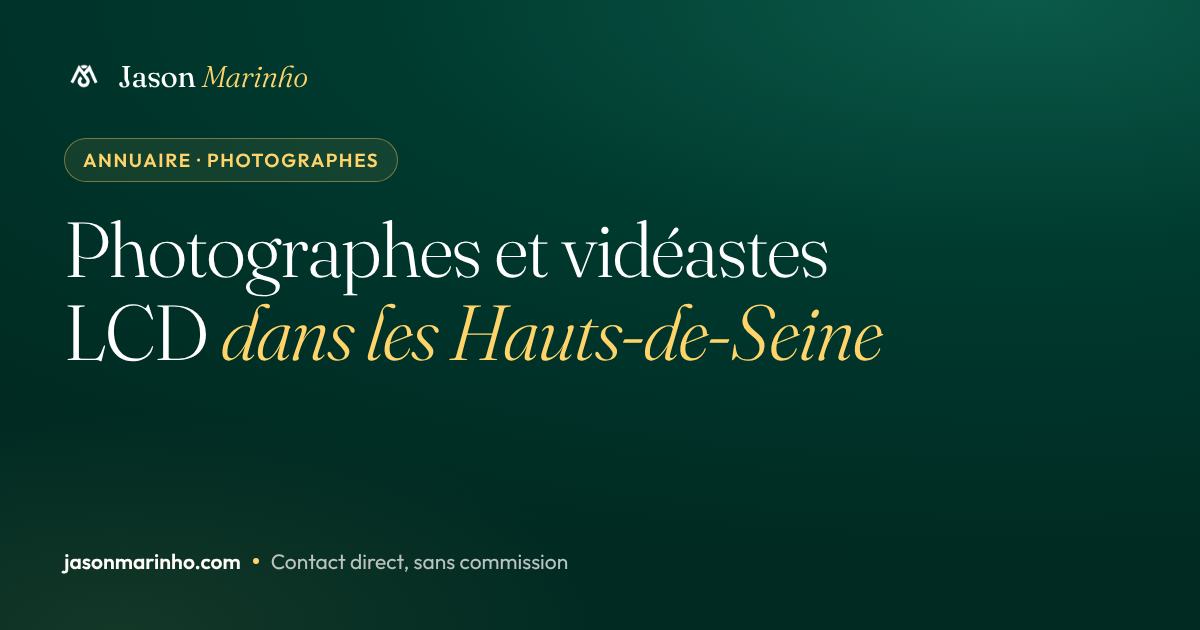 Jason Marinho
ANNUAIRE · PHOTOGRAPHES
Photographes et vidéastes
LCD dans les Hauts-de-Seine
jasonmarinho.com • Contact direct, sans commission